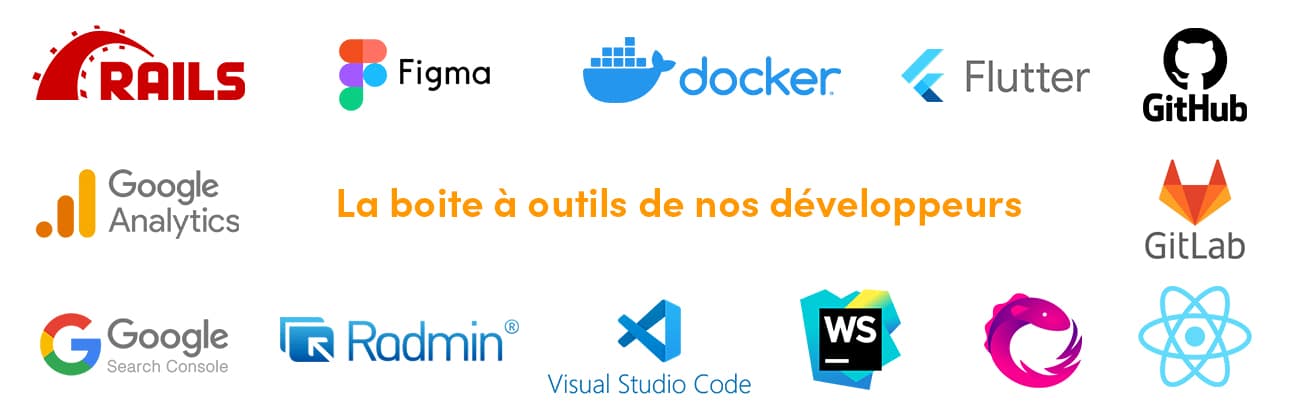 RAILS
Figma
docker
Flutter
GitHub
Google
Analytics
La boite à outils de nos développeurs
GitLab
Google
Search Console
Radmin®
Visual Studio Code
WS